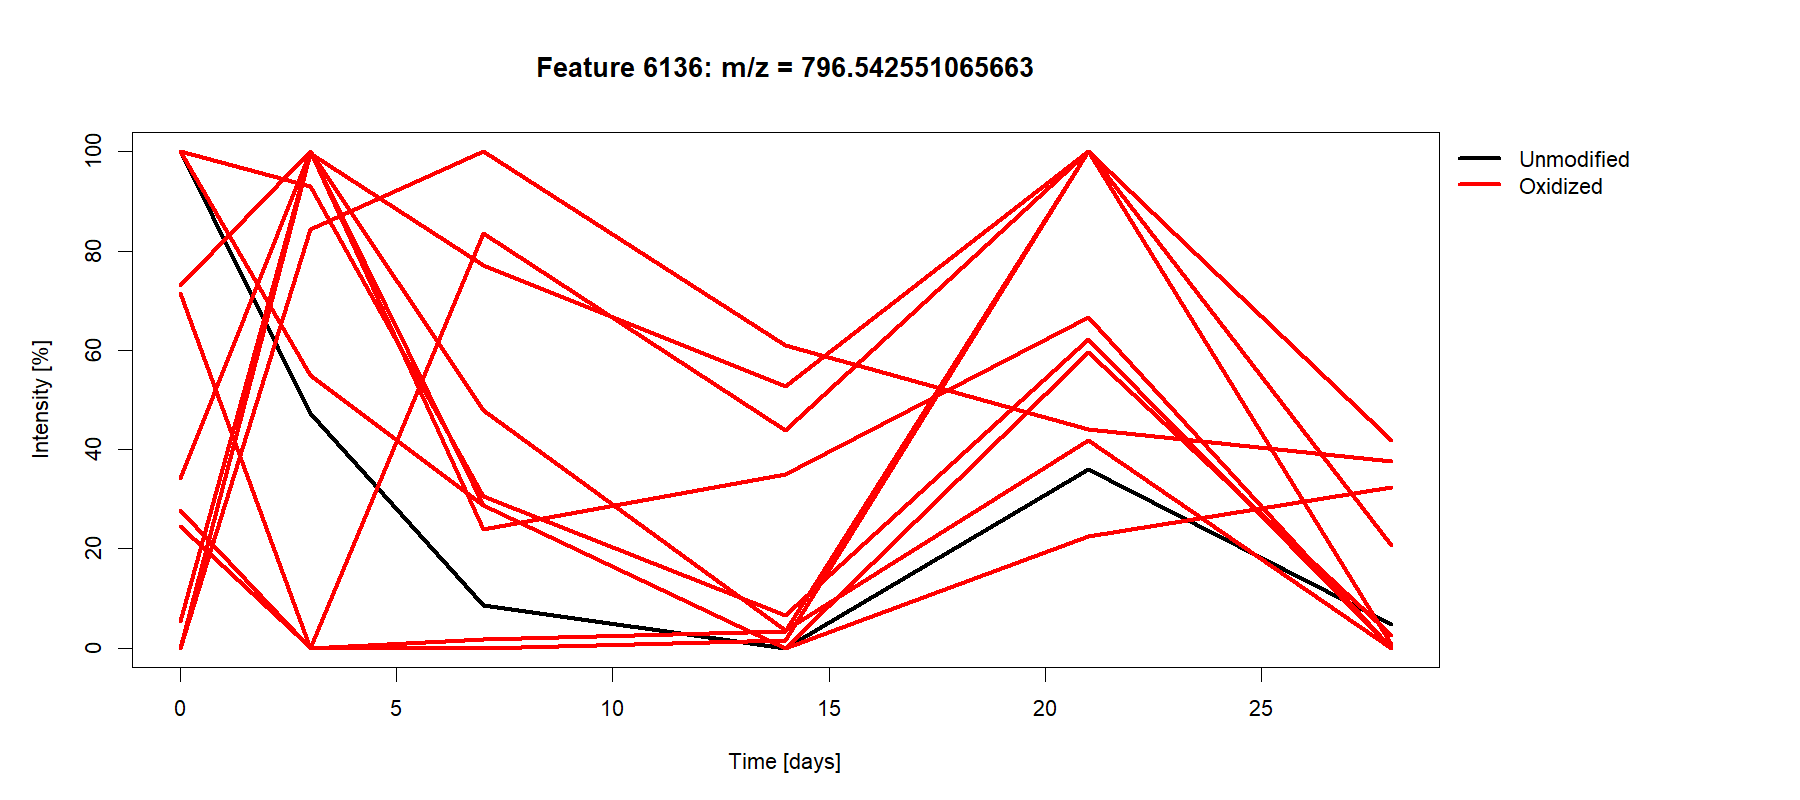 Feature 6136: m/z = 796.542551065663
Unmodified
Oxidized
Intensity [%]
100
80
60
40
20
0
0 5 10 15 20 25
Time [days]